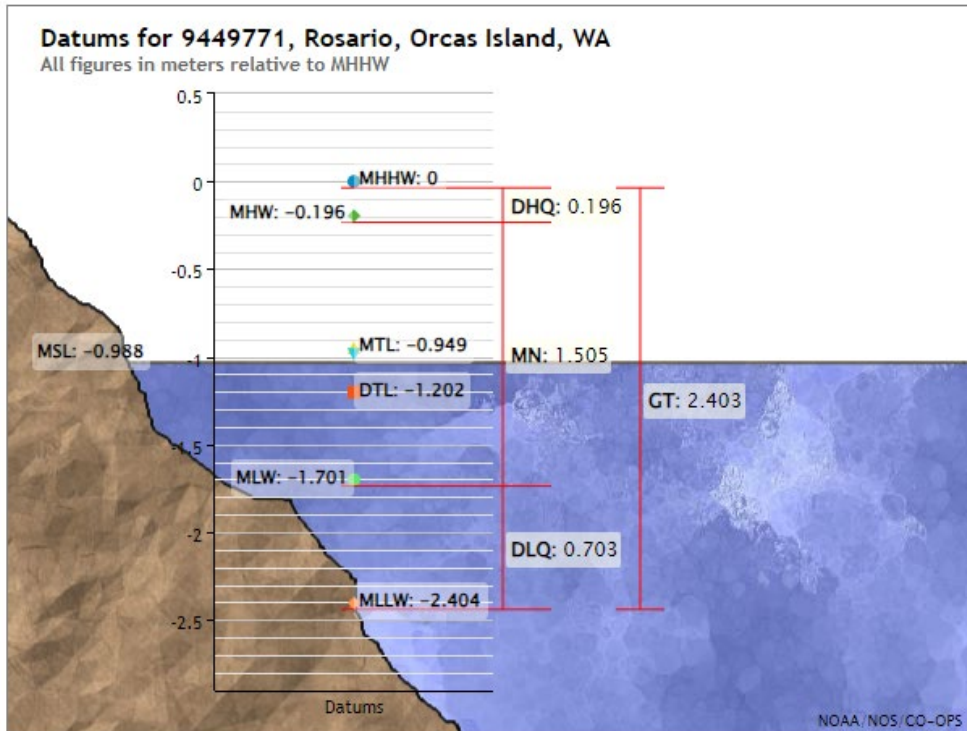 Datums for 9449771, Rosario, Orcas Island, WA
All figures in meters relative to MHHW
0.5
MHHW: 0
0
MHW: −0.196
DHQ: 0.196
-0.5
MTL: −0.949
MSL: −0.988
-1
MN: 1.505
DTL: −1.202
GT: 2.403
-1.5
MLW: −1.701
-2
DLQ: 0.703
MLLW: −2.404
-2.5
Datums
NOAA/NOS/CO-OPS